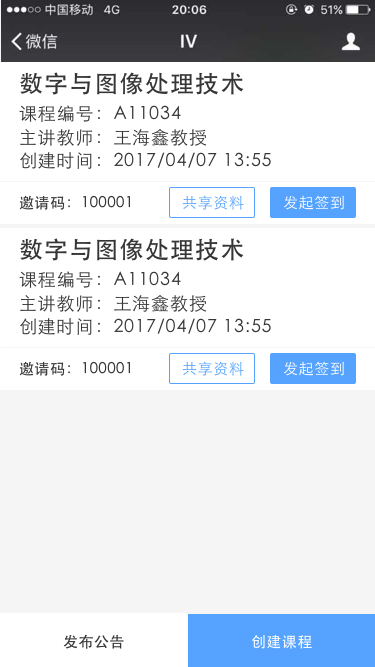 中国移动 4G 20:06 51%
微信 IV
数字与图像处理技术
课程编号：A11034
主讲教师：王海鑫教授
创建时间：2017/04/07 13:55
邀请码：100001 共享资料 发起签到
数字与图像处理技术
课程编号：A11034
主讲教师：王海鑫教授
创建时间：2017/04/07 13:55
邀请码：100001 共享资料 发起签到
发布公告 创建课程